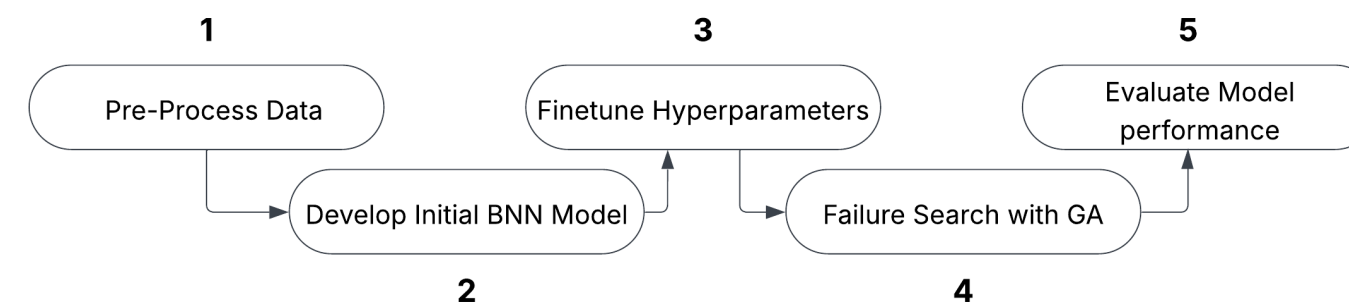 1
Pre-Process Data
2
Develop Initial BNN Model
3
Finetune Hyperparameters
4
Failure Search with GA
5
Evaluate Model
performance